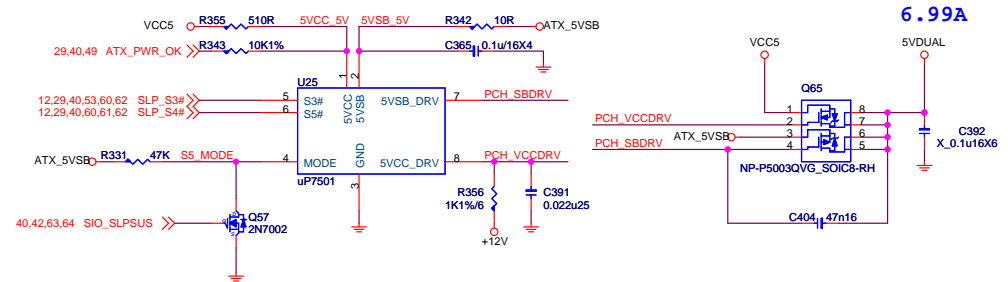 6.99A
VCC5 R355 510R 5VCC_5V 5VSB_5V R342 10R ATX_5VSB
29,40,49 ATX_PWR_OK R343 10K1% C365 0.1u/16X4
VCC5 5VDUAL
U25
1 2
5VCC 5VSB
12,29,40,53,60,62 SLP_S3# 5 S3# 5VSB_DRV 7 PCH_SBDRV
12,29,40,60,61,62 SLP_S4# 6 S5#
GND
ATX_5VSB R331 47K S5_MODE 4 MODE 5VCC_DRV 8 PCH_VCCDRV
uP7501
3
R356
1K1%/6
C391
0.022u25
+12V
40,42,63,64 SIO_SLPSUS
Q57
2N7002
Q65
1 8
PCH_VCCDRV 2 7
ATX_5VSB 3 6
PCH_SBDRV 4 5
NP-P5003QVG_SOIC8-RH
C392
X_0.1u16X6
C404 47n16